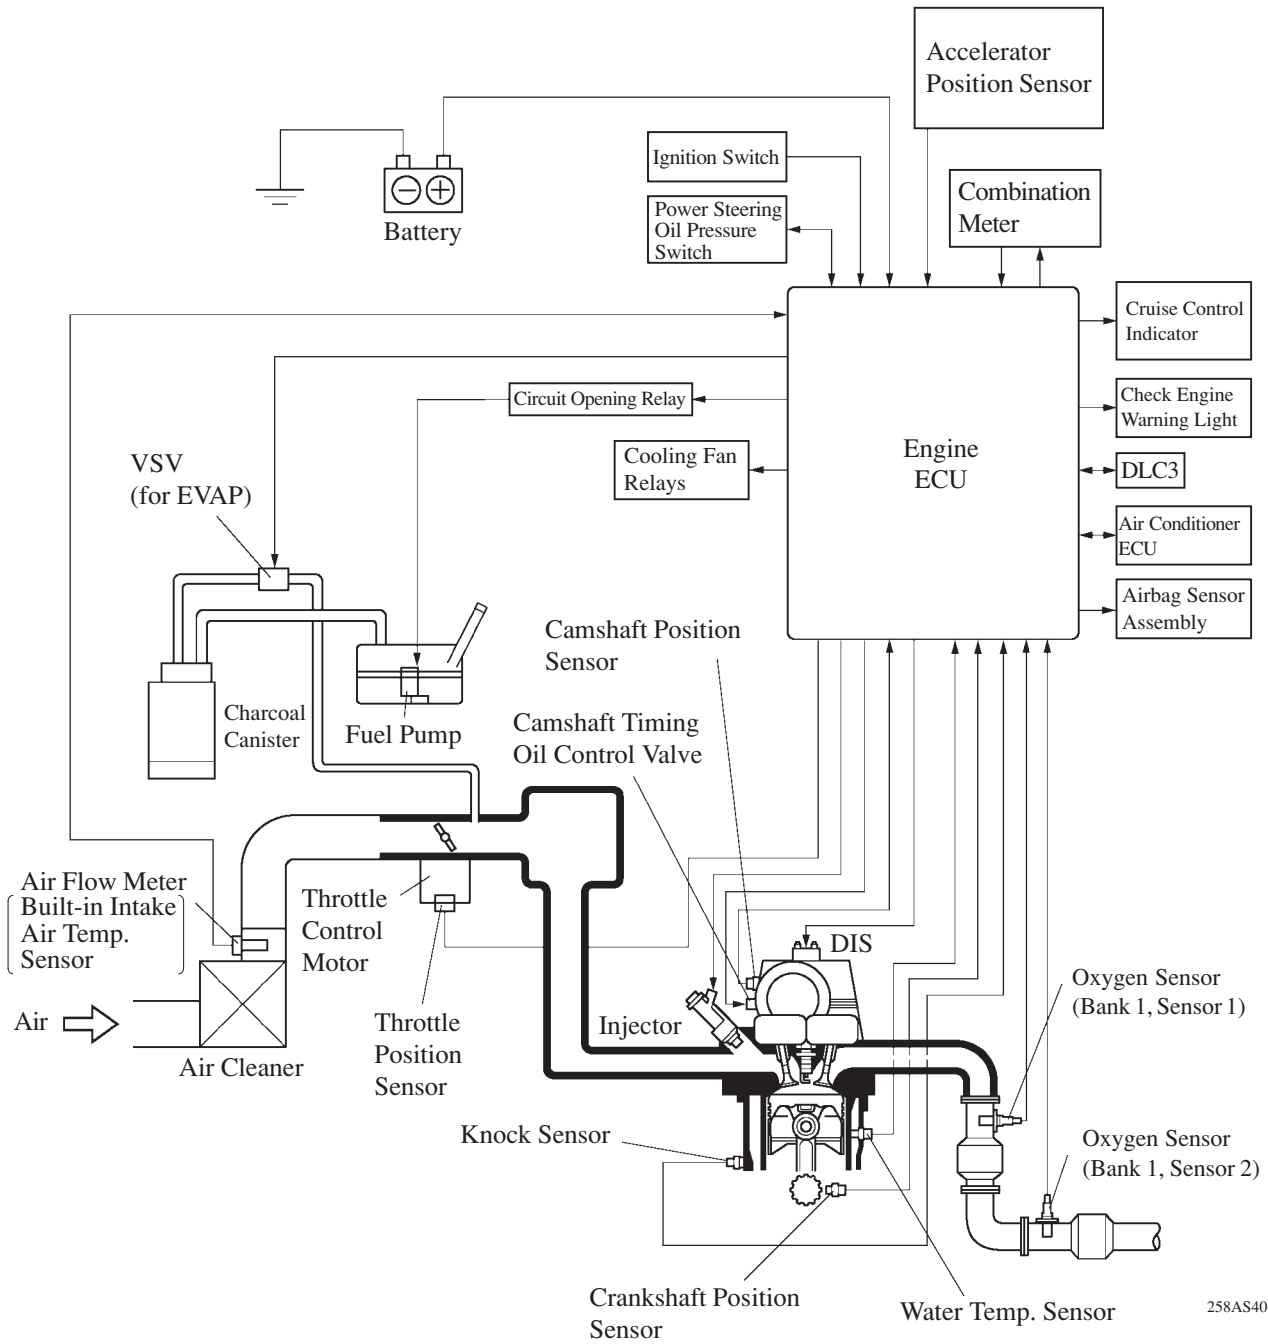 Accelerator
Position Sensor
Ignition Switch
Power Steering
Oil Pressure
Switch
Combination
Meter
Battery
Cruise Control
Indicator
Circuit Opening Relay
Check Engine
Warning Light
Cooling Fan
Relays
Engine
ECU
DLC3
VSV
(for EVAP)
Air Conditioner
ECU
Airbag Sensor
Assembly
Camshaft Position
Sensor
Charcoal
Canister
Fuel Pump
Camshaft Timing
Oil Control Valve
Air Flow Meter
Built-in Intake
Air Temp.
Sensor
Throttle
Control
Motor
DIS
Oxygen Sensor
(Bank 1, Sensor 1)
Air
Injector
Throttle
Position
Sensor
Air Cleaner
Knock Sensor
Oxygen Sensor
(Bank 1, Sensor 2)
Crankshaft Position
Sensor
Water Temp. Sensor
258AS40